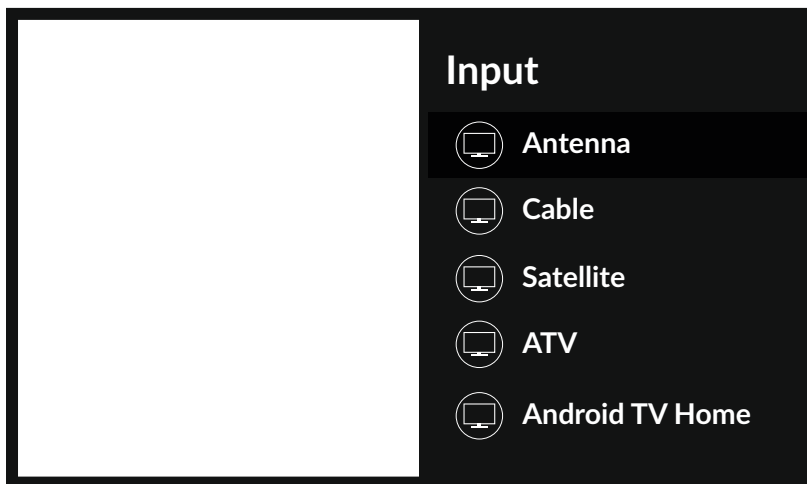 Input
Antenna
Cable
Satellite
ATV
Android TV Home